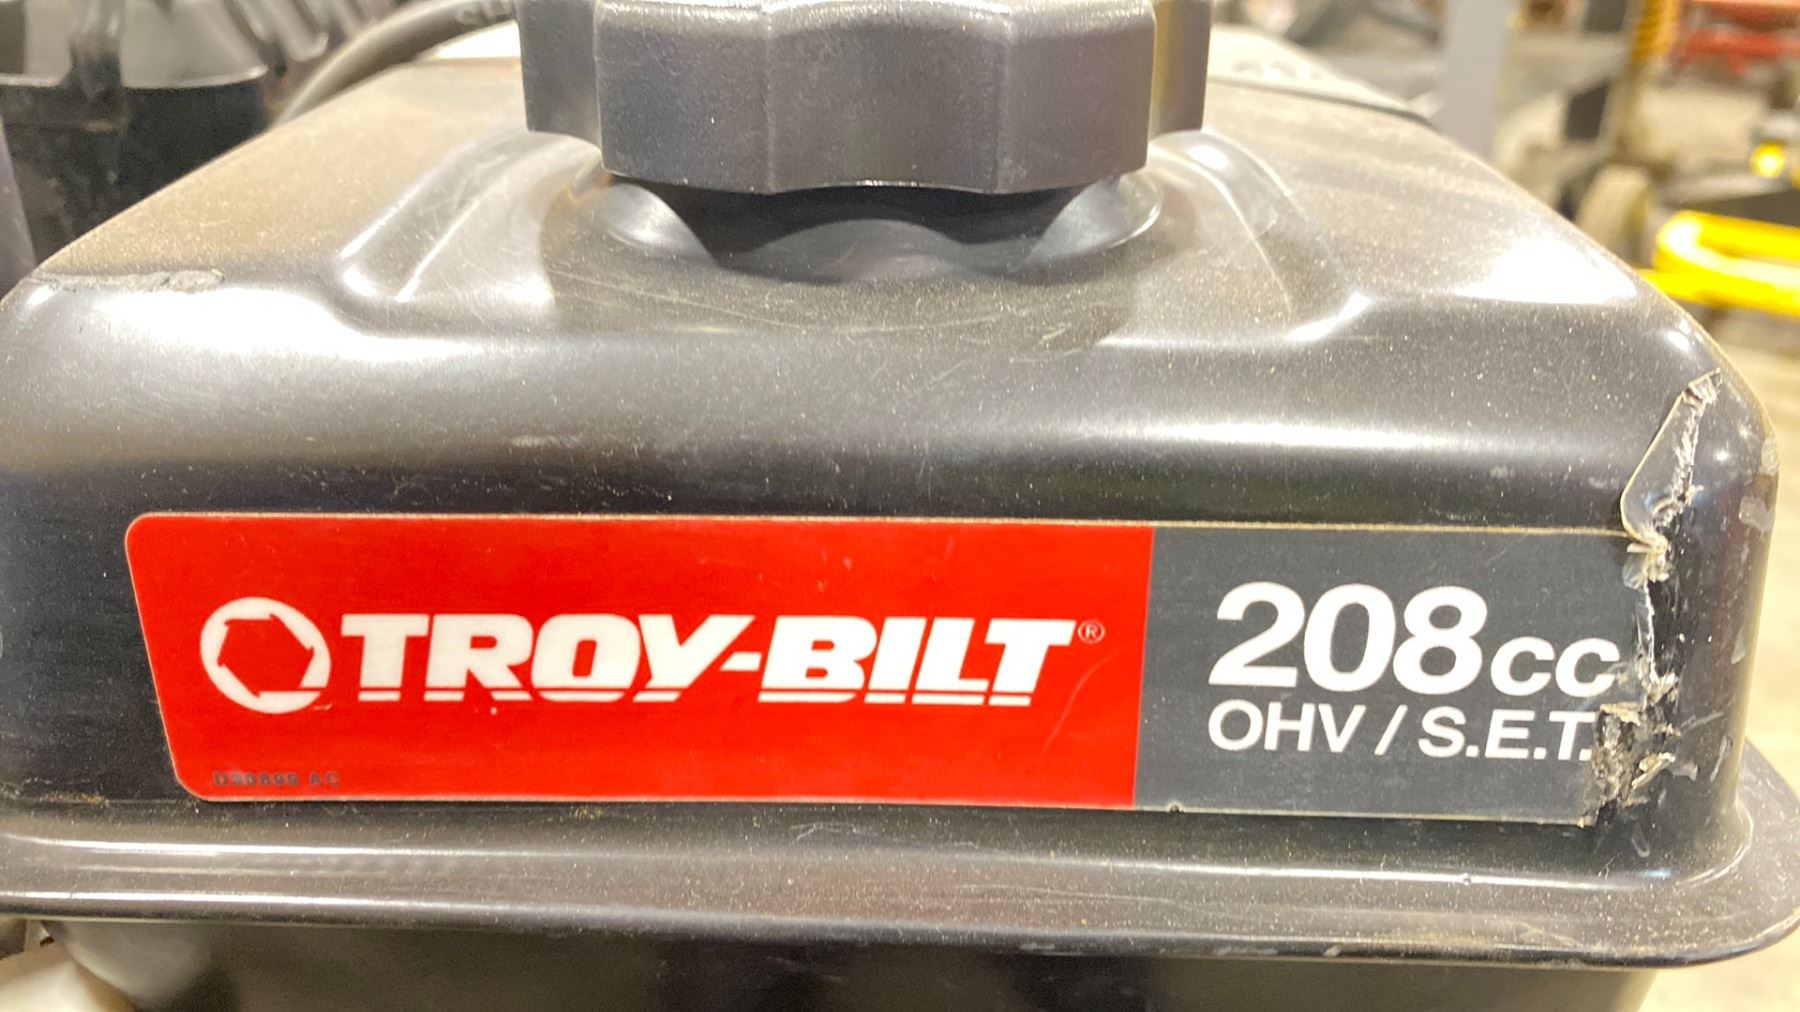 TROY-BILT®
208cc
OHV / S.E.T.